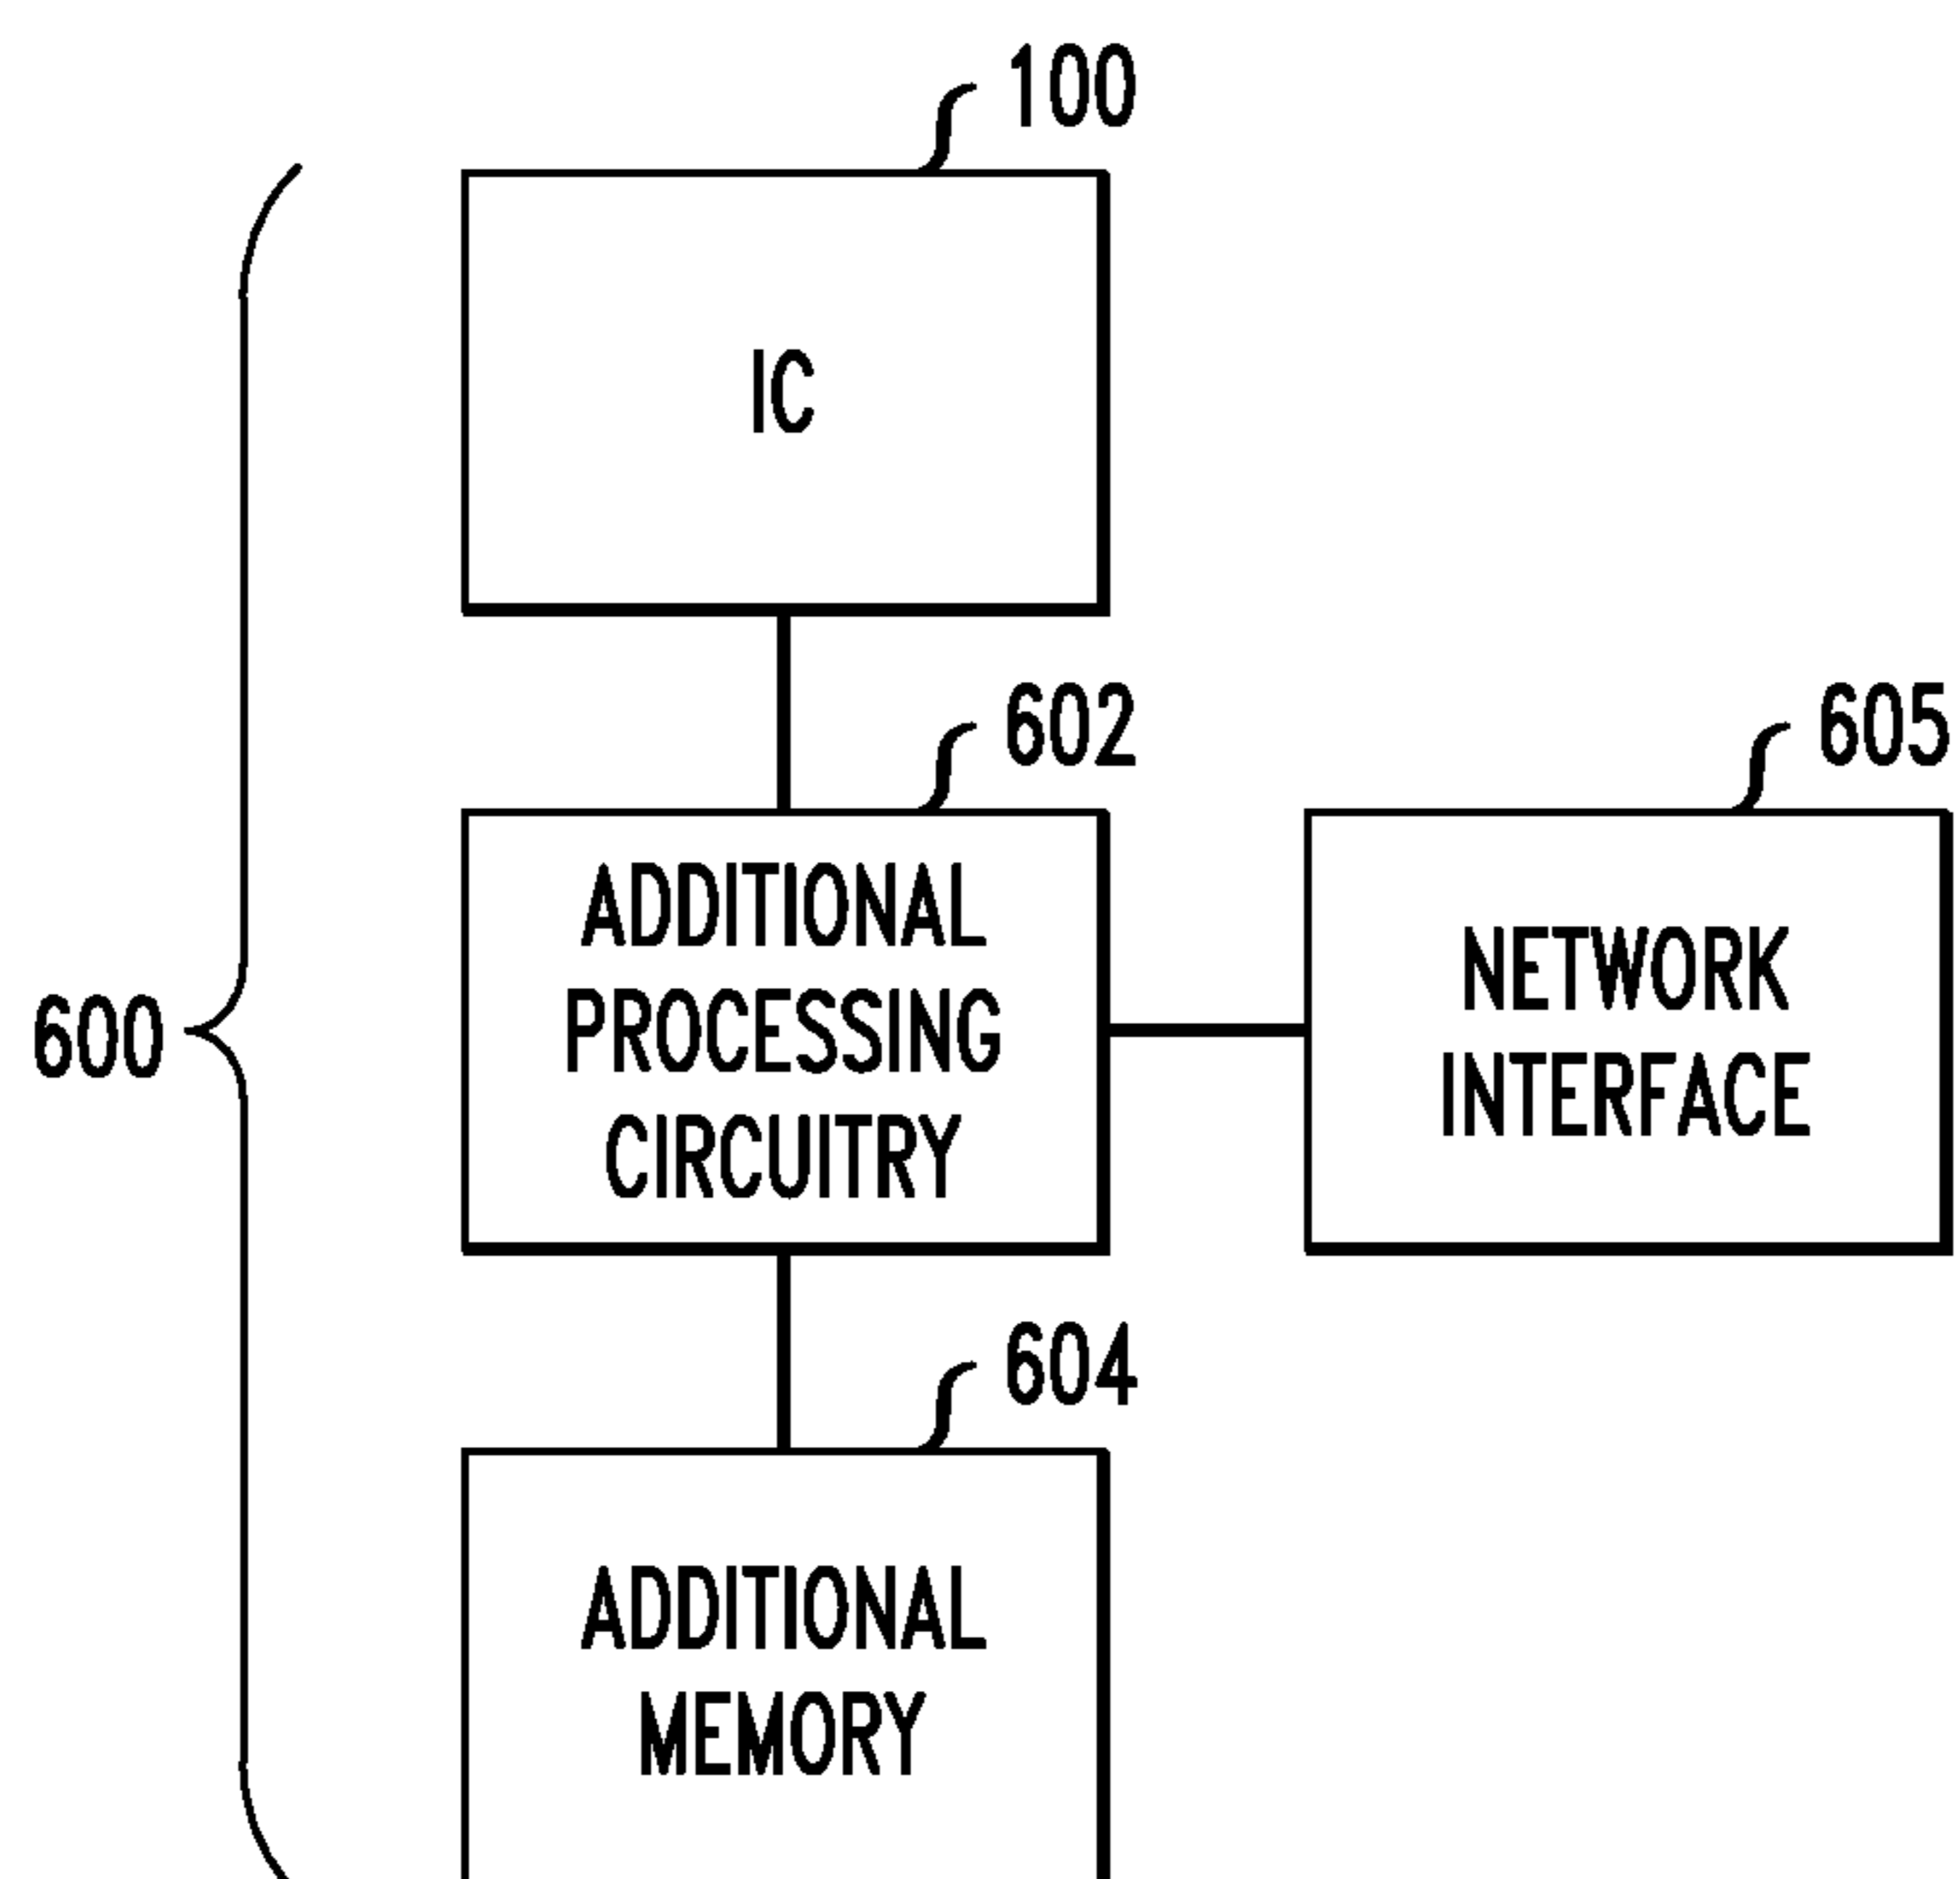 100
IC
602
605
ADDITIONAL
PROCESSING
CIRCUITRY
NETWORK
INTERFACE
600
604
ADDITIONAL
MEMORY